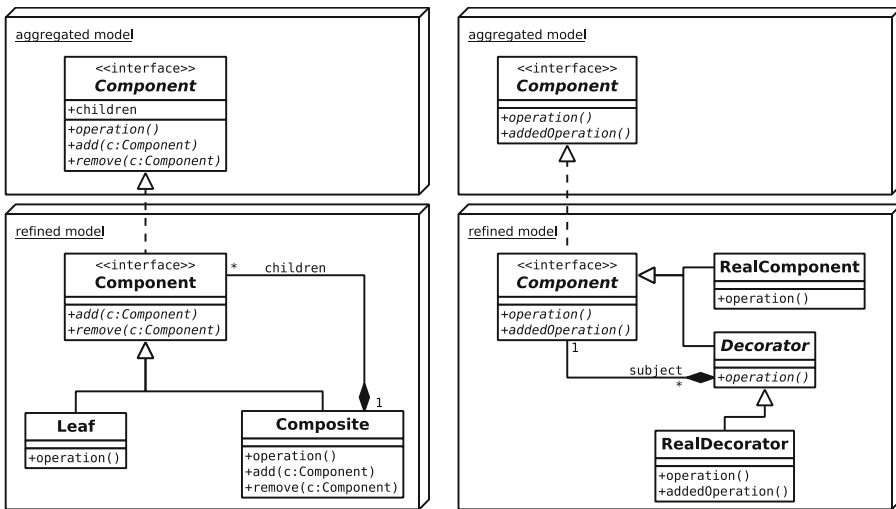 aggregated model
<<interface>>
Component
+children
+operation()
+add(c:Component)
+remove(c:Component)
refined model
<<interface>>
Component
+add(c:Component)
+remove(c:Component)
* children
1
Leaf
+operation()
Composite
+operation()
+add(c:Component)
+remove(c:Component)
aggregated model
<<interface>>
Component
+operation()
+addedOperation()
refined model
<<interface>>
Component
+operation()
+addedOperation()
RealComponent
+operation()
1
subject
*
Decorator
+operation()
RealDecorator
+operation()
+addedOperation()